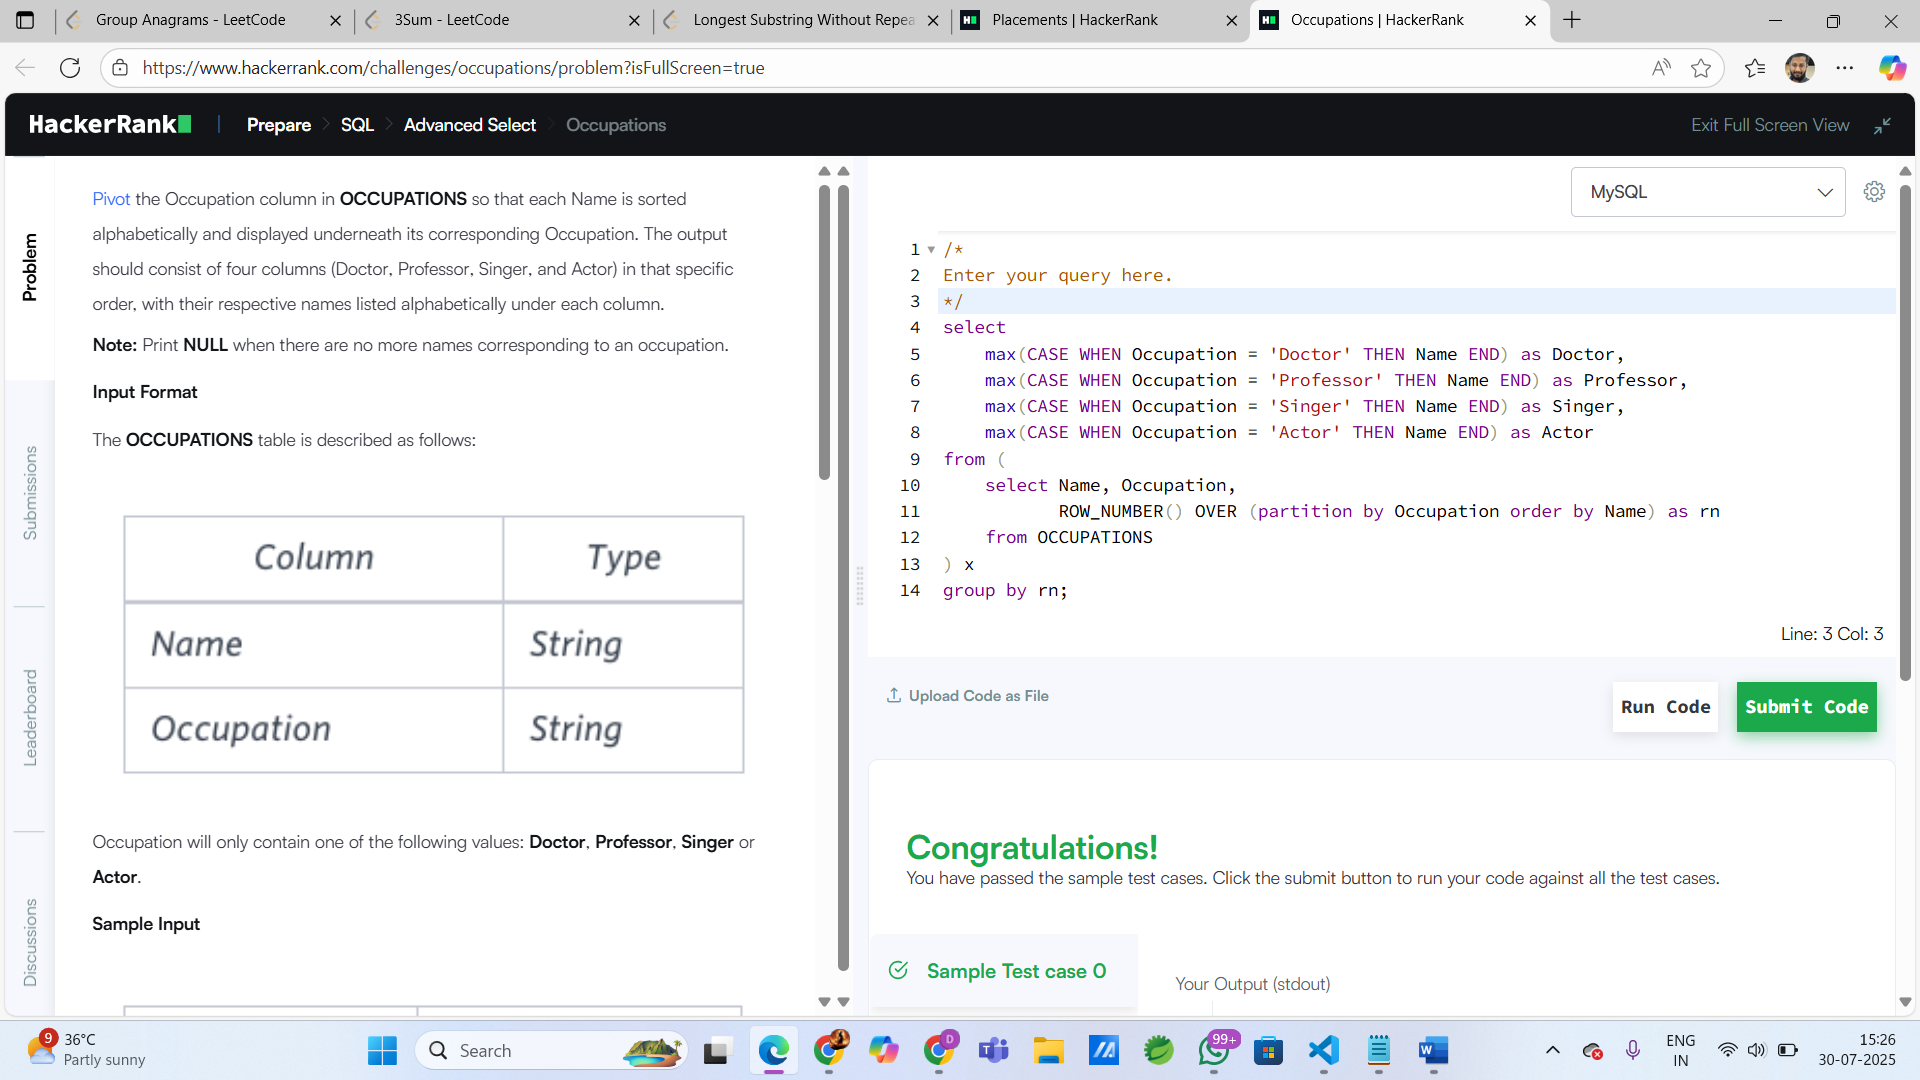 Group Anagrams - LeetCode
3Sum - LeetCode
Longest Substring Without Repea
Placements | HackerRank
Occupations | HackerRank
https://www.hackerrank.com/challenges/occupations/problem?isFullScreen=true
HackerRank
Prepare
SQL
Advanced Select
Occupations
Exit Full Screen View
Problem
Submissions
Leaderboard
Discussions
Pivot the Occupation column in OCCUPATIONS so that each Name is sorted
alphabetically and displayed underneath its corresponding Occupation. The output
should consist of four columns (Doctor, Professor, Singer, and Actor) in that specific
order, with their respective names listed alphabetically under each column.
Note: Print NULL when there are no more names corresponding to an occupation.
Input Format
The OCCUPATIONS table is described as follows:
Column Type
Name String
Occupation String
Occupation will only contain one of the following values: Doctor, Professor, Singer or
Actor.
Sample Input
MySQL
1 /*
2 Enter your query here.
3 */
4 select
5 max(CASE WHEN Occupation = 'Doctor' THEN Name END) as Doctor,
6 max(CASE WHEN Occupation = 'Professor' THEN Name END) as Professor,
7 max(CASE WHEN Occupation = 'Singer' THEN Name END) as Singer,
8 max(CASE WHEN Occupation = 'Actor' THEN Name END) as Actor
9 from (
10 select Name, Occupation,
11 ROW_NUMBER() OVER (partition by Occupation order by Name) as rn
12 from OCCUPATIONS
13 ) x
14 group by rn;
Line: 3 Col: 3
Upload Code as File
Run Code
Submit Code
Congratulations!
You have passed the sample test cases. Click the submit button to run your code against all the test cases.
Sample Test case 0
Your Output (stdout)
9
36°C
Partly sunny
Search
D
99+
W
ENG
IN
15:26
30-07-2025